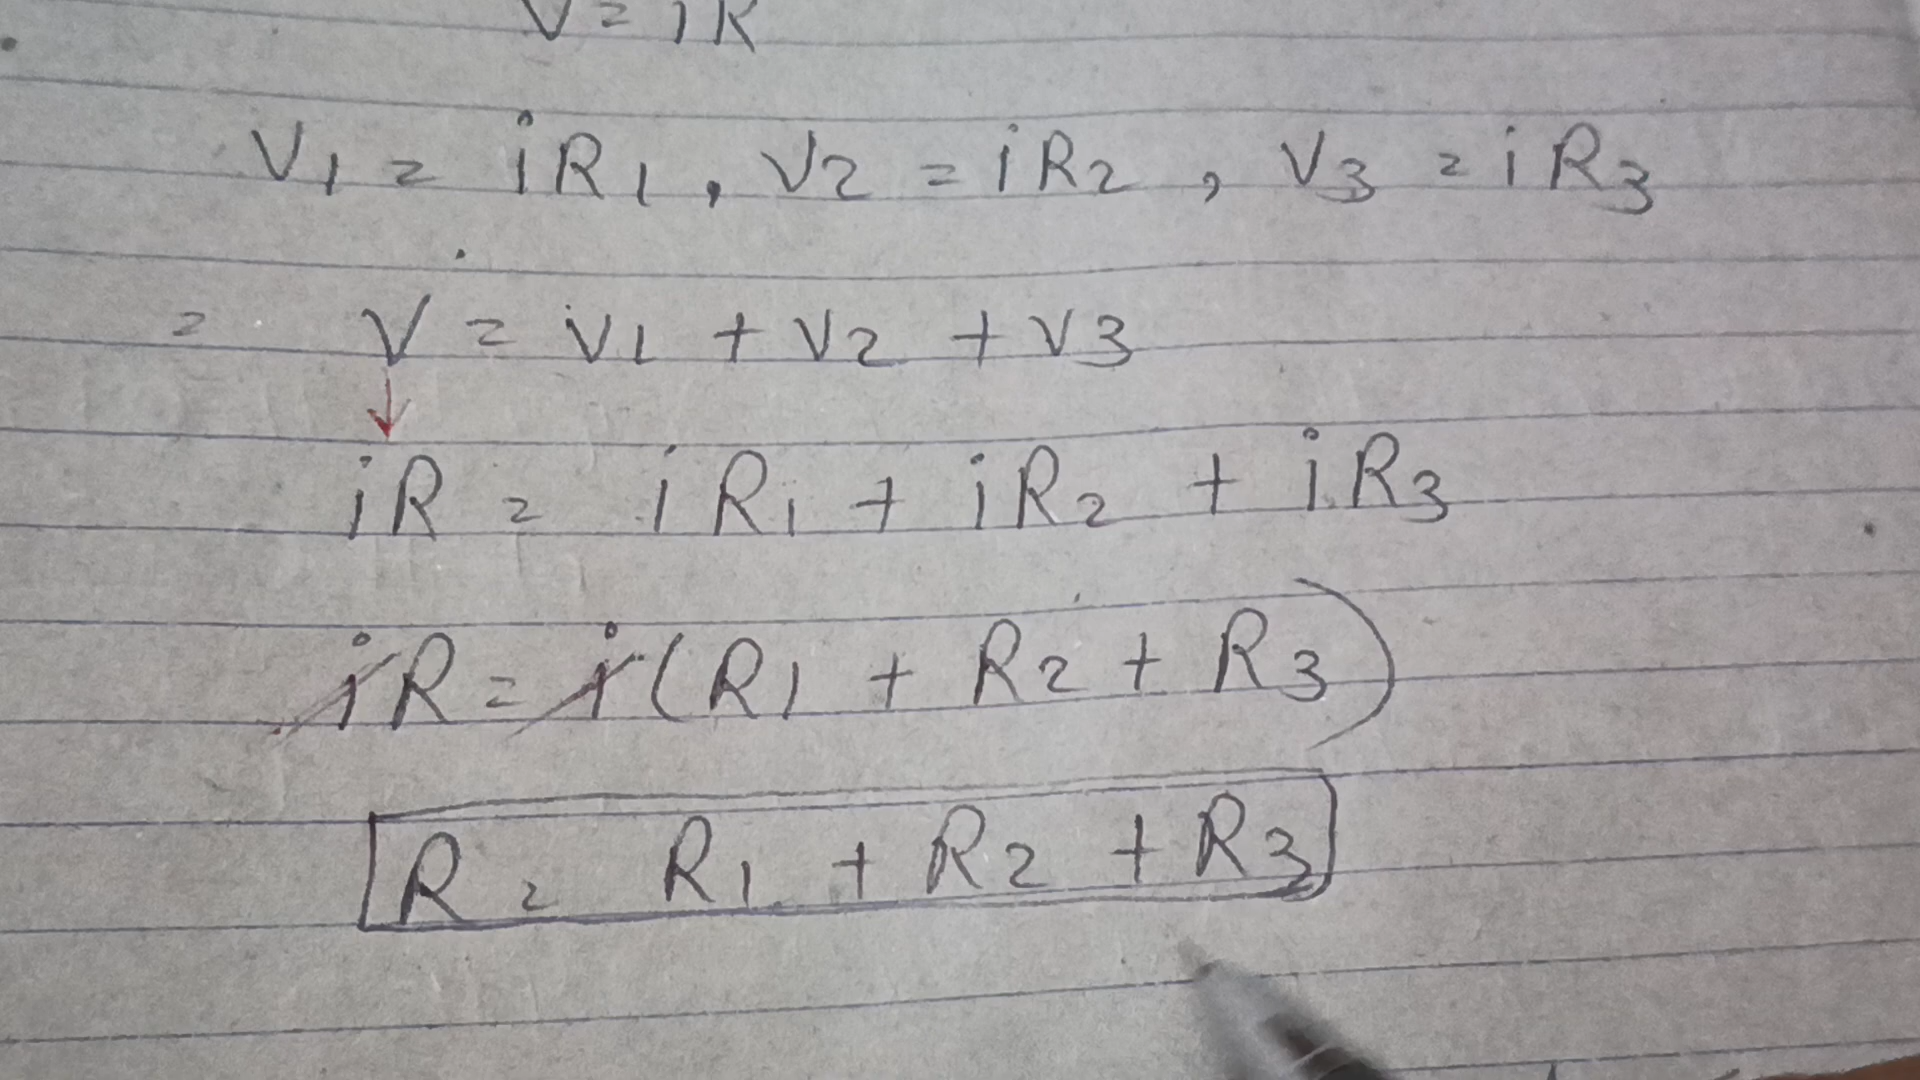 V = iR
V1 = iR1, V2 = iR2, V3 = iR3
= V = V1 + V2 + V3
iR = iR1 + iR2 + iR3
iR = i(R1 + R2 + R3)
R = R1 + R2 + R3